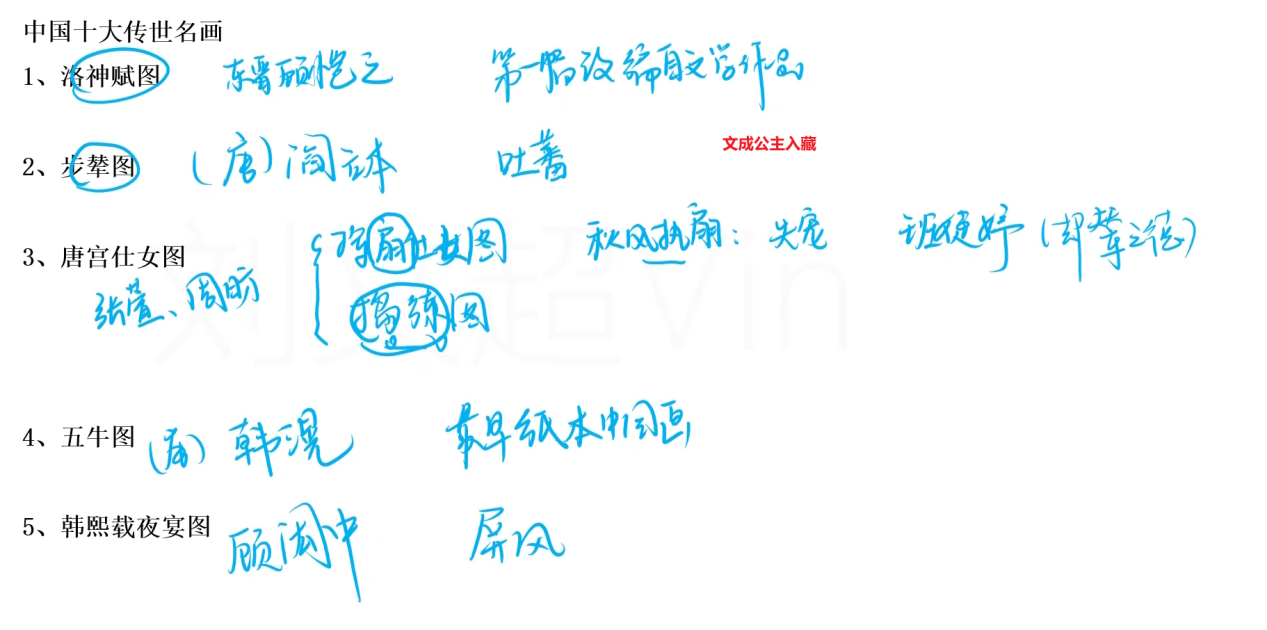 中国十大传世名画
1、洛神赋图 东晋顾恺之 第一幅改编自文学作品
2、步辇图 (唐)阎立本 吐蕃 文成公主入藏
3、唐宫仕女图 挥扇仕女图 秋风执扇：失宠 班婕妤(却辇之德)
张萱、周昉 捣练图
4、五牛图 (唐) 韩滉 最早纸本中国画
5、韩熙载夜宴图 顾闳中 屏风
刘超Vin